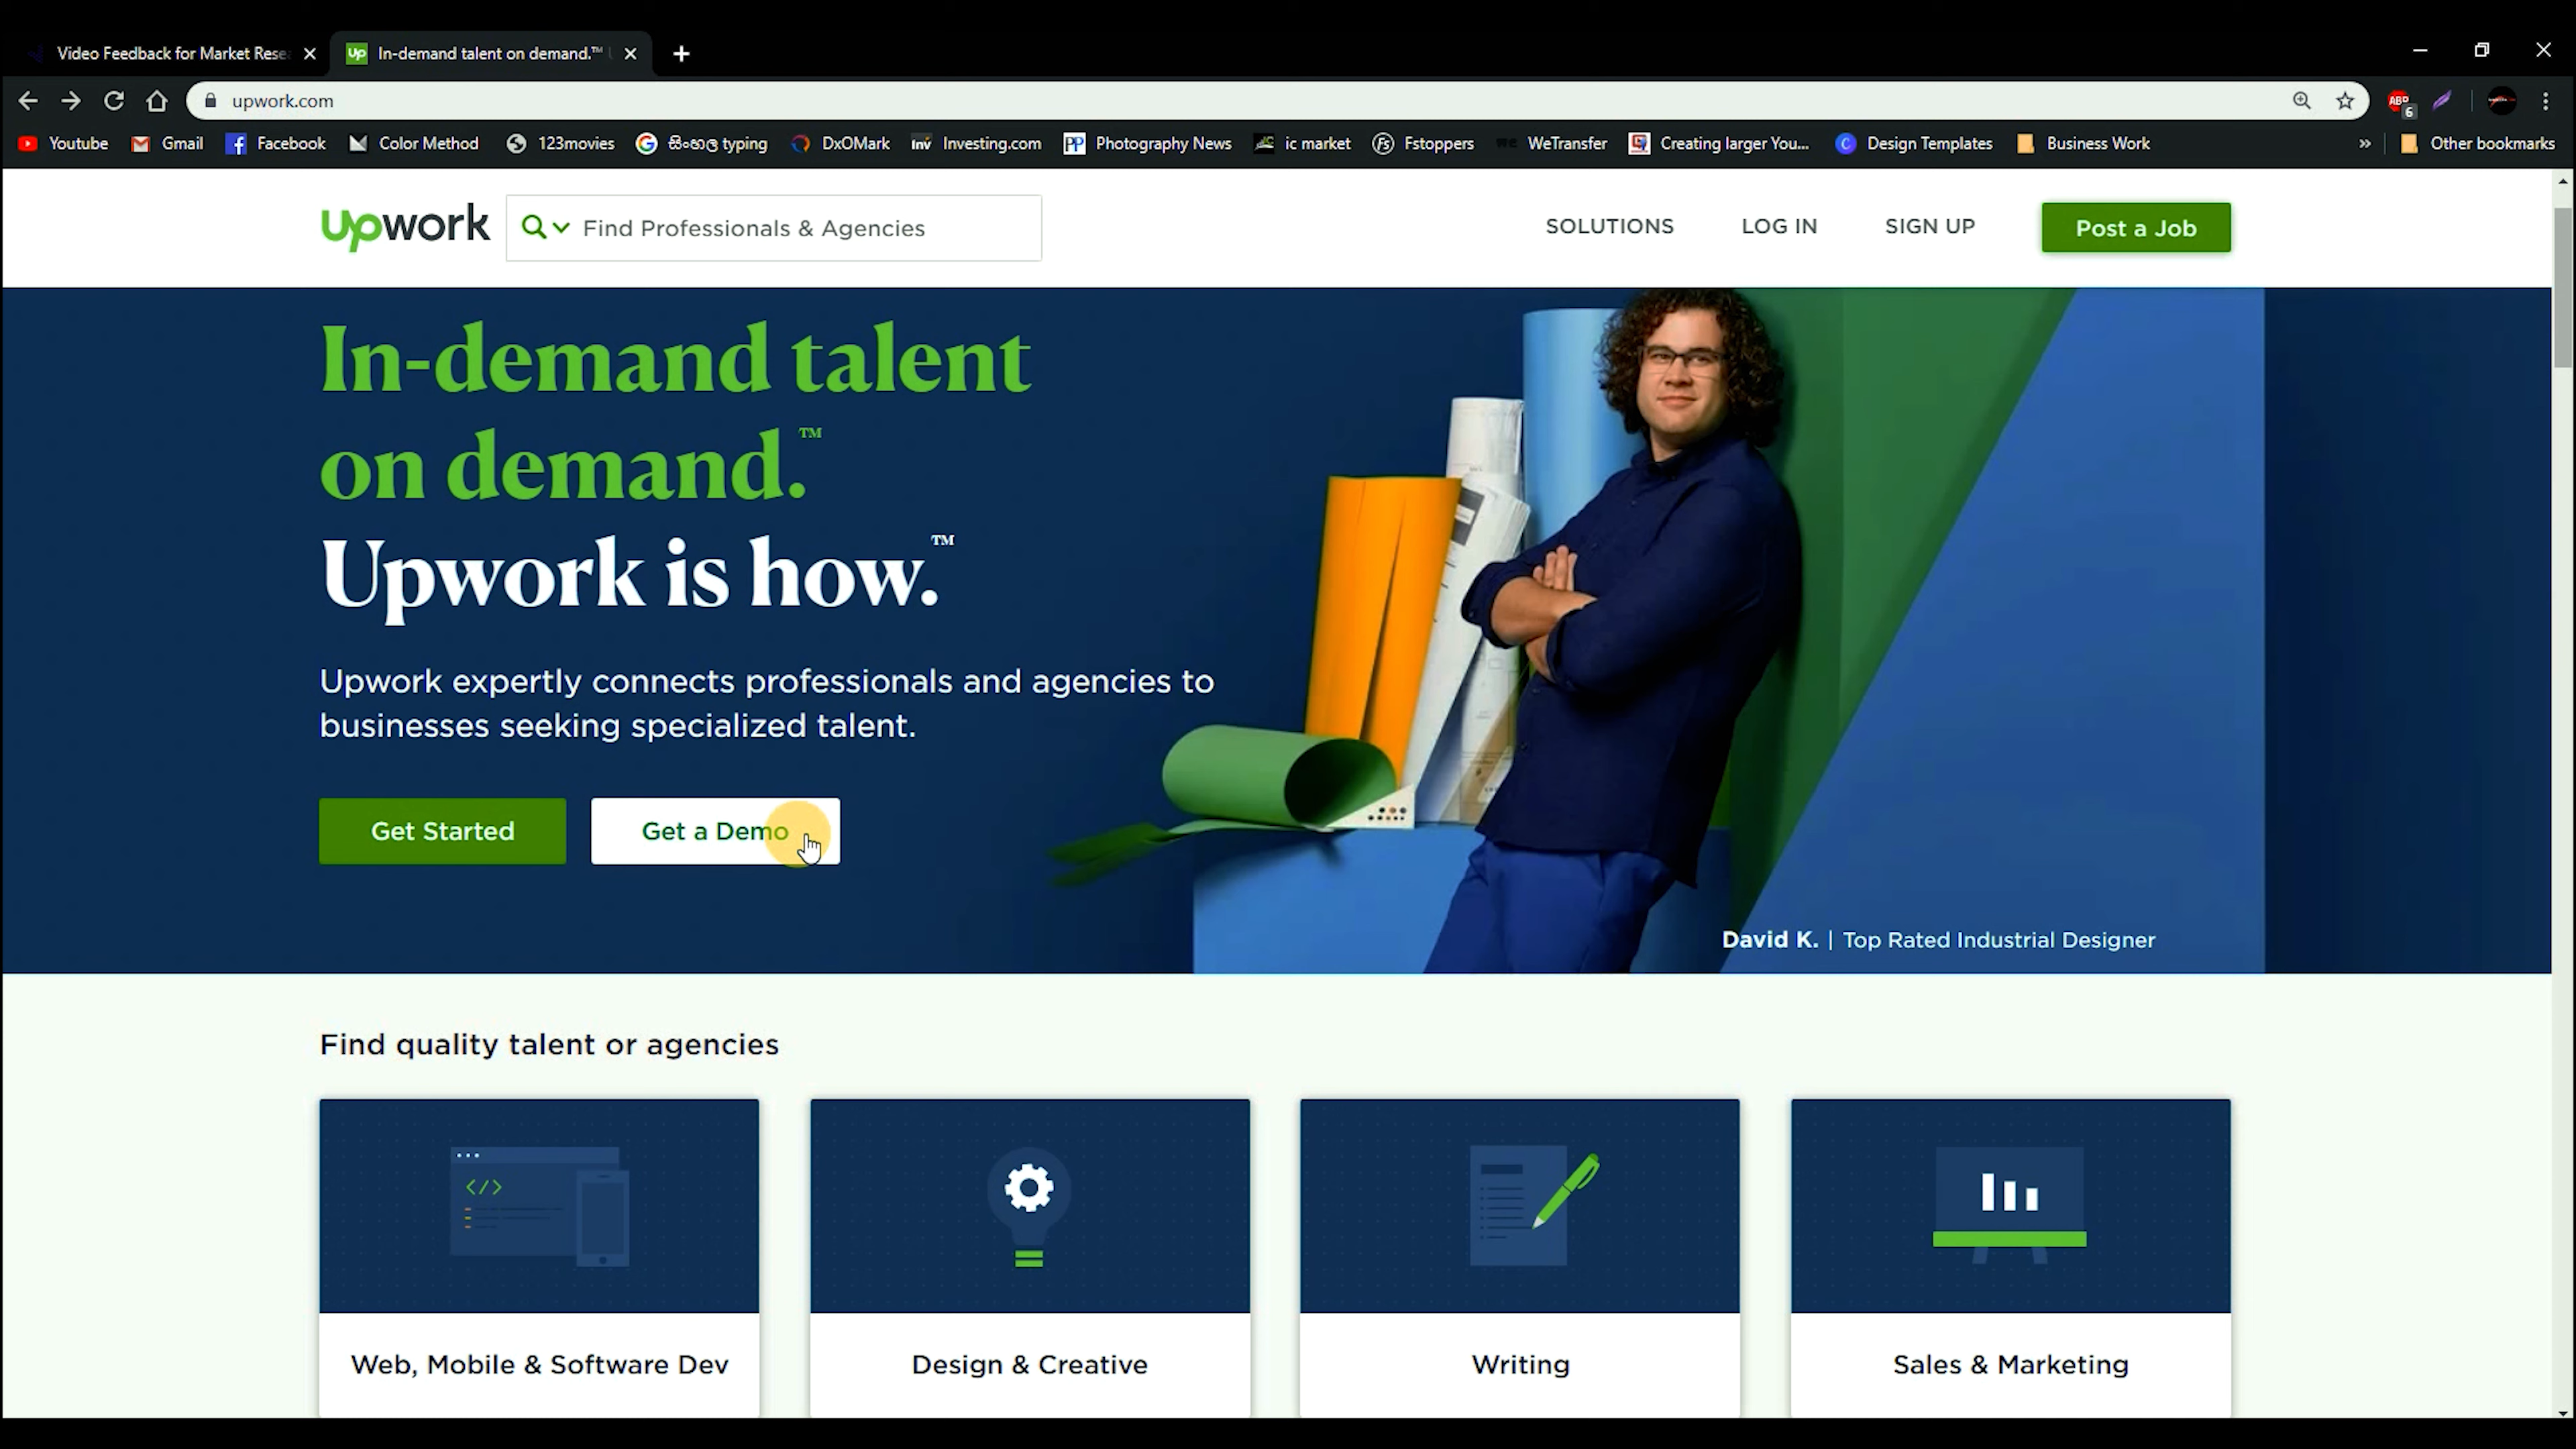 Video Feedback for Market Rese
In-demand talent on demand.™
upwork.com
ABP
6
Youtube
Gmail
Facebook
Color Method
123movies
සිංහල typing
DxOMark
Investing.com
Photography News
ic market
Fstoppers
WeTransfer
Creating larger You...
Design Templates
Business Work
Other bookmarks
upwork
Find Professionals & Agencies
SOLUTIONS
LOG IN
SIGN UP
Post a Job
In-demand talent
on demand.™
Upwork is how.™
Upwork expertly connects professionals and agencies to
businesses seeking specialized talent.
Get Started
Get a Demo
David K. | Top Rated Industrial Designer
Find quality talent or agencies
</>
Web, Mobile & Software Dev
Design & Creative
Writing
Sales & Marketing